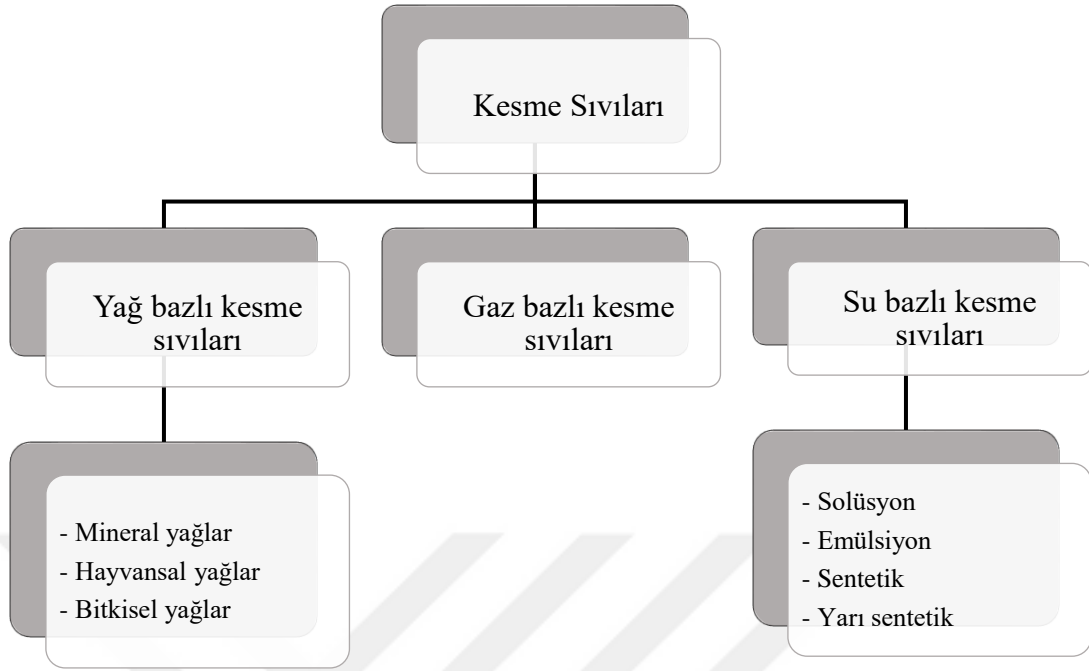 Kesme Sıvıları
Yağ bazlı kesme
sıvıları
Gaz bazlı kesme
sıvıları
Su bazlı kesme
sıvıları
- Mineral yağlar
- Hayvansal yağlar
- Bitkisel yağlar
- Solüsyon
- Emülsiyon
- Sentetik
- Yarı sentetik